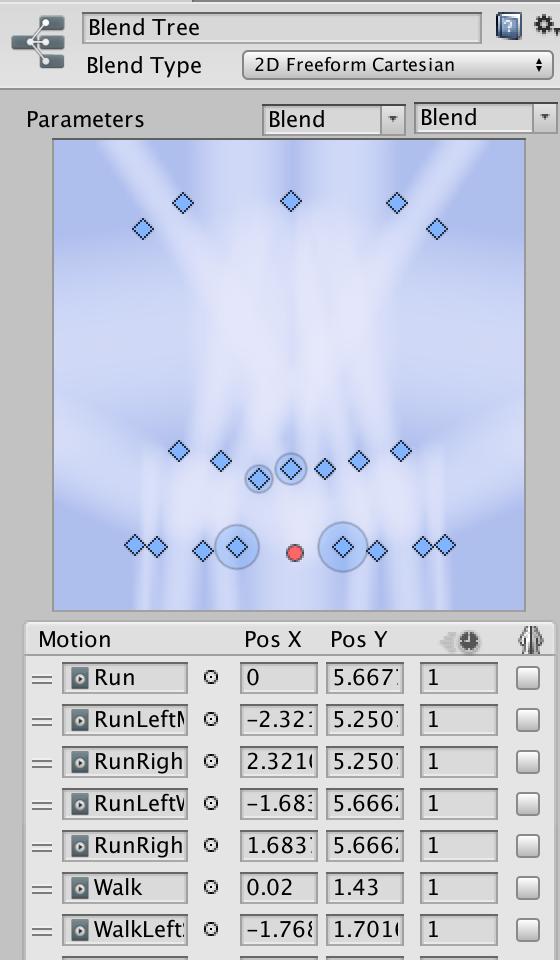 Blend Tree
Blend Type 2D Freeform Cartesian
Parameters Blend Blend
Motion Pos X Pos Y
Run 0 5.667 1
RunLeft −2.32 5.250 1
RunRigh 2.321 5.250 1
RunLeft −1.68 5.666 1
RunRigh 1.683 5.666 1
Walk 0.02 1.43 1
WalkLeft −1.76 1.701 1